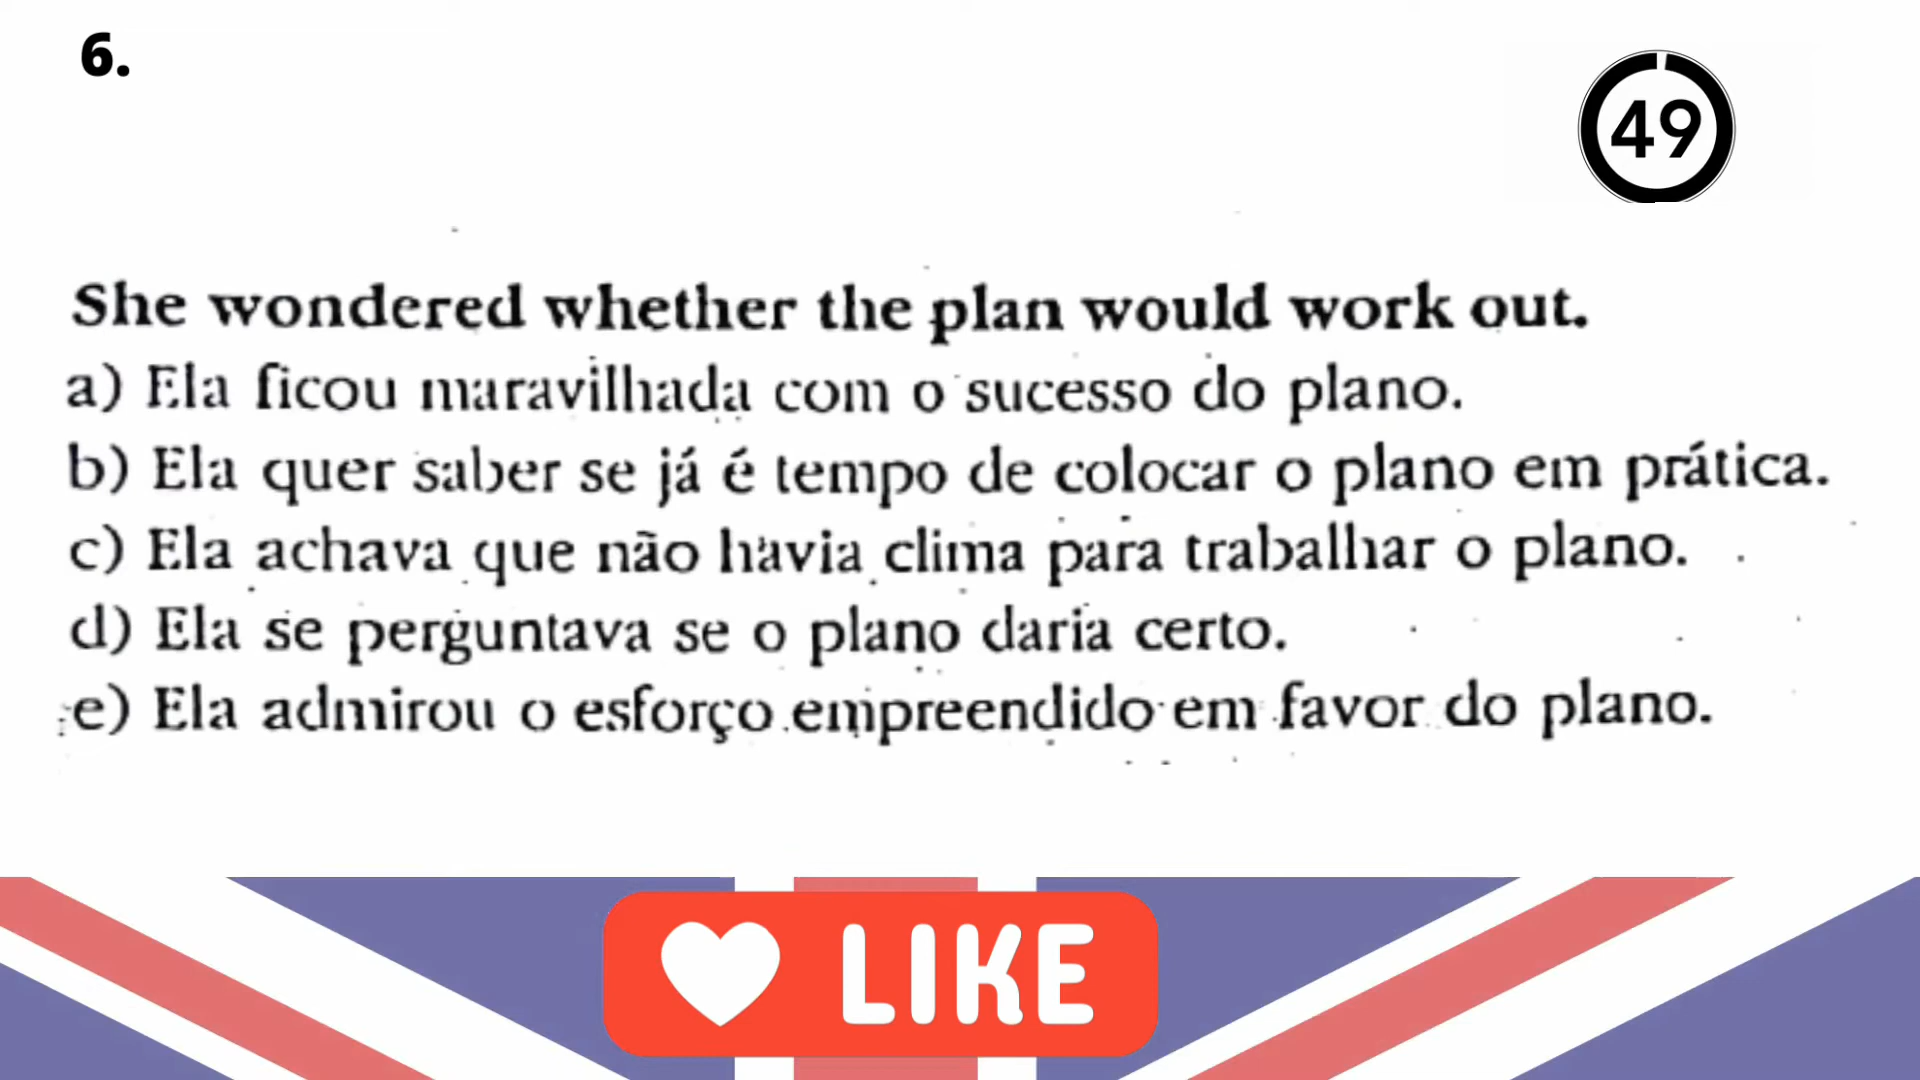 6.
49
She wondered whether the plan would work out.
a) Ela ficou maravilhada com o sucesso do plano.
b) Ela quer saber se já é tempo de colocar o plano em prática.
c) Ela achava que não havia clima para trabalhar o plano.
d) Ela se perguntava se o plano daria certo.
e) Ela admirou o esforço empreendido em favor do plano.
LIKE